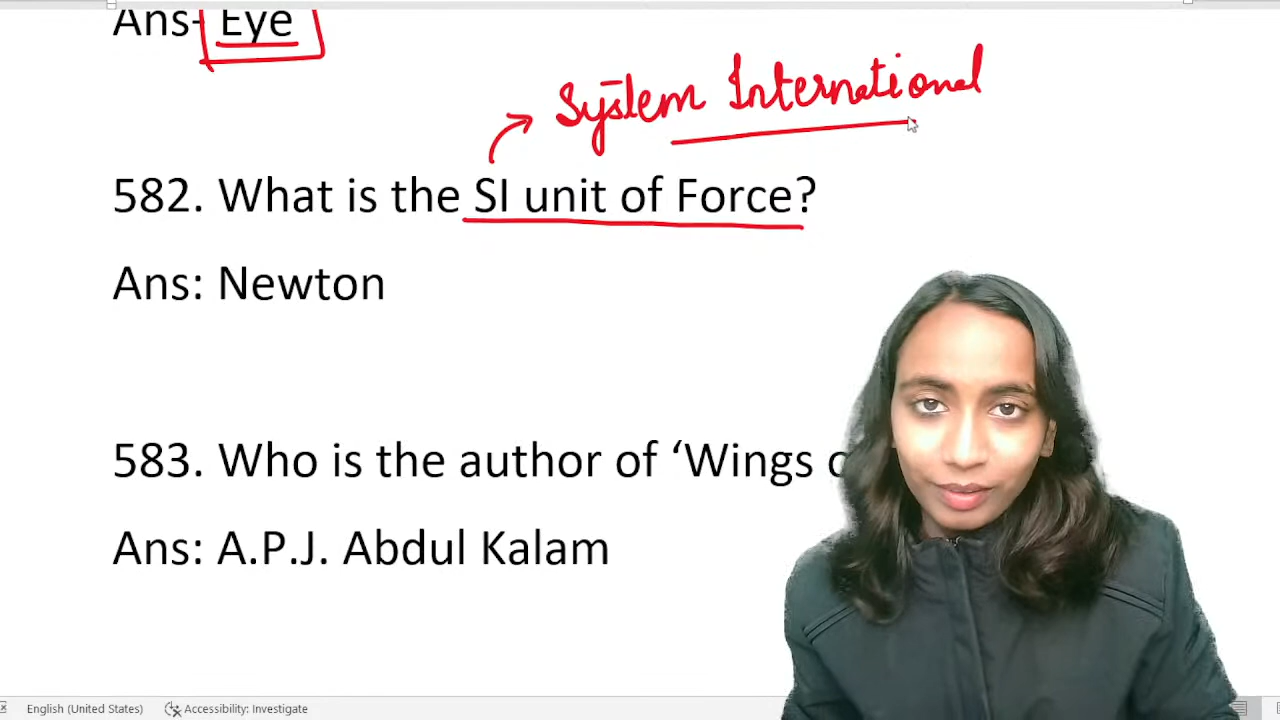 Ans- Eye
System International
582. What is the SI unit of Force?
Ans: Newton
583. Who is the author of ‘Wings
Ans: A.P.J. Abdul Kalam
English (United States) Accessibility: Investigate